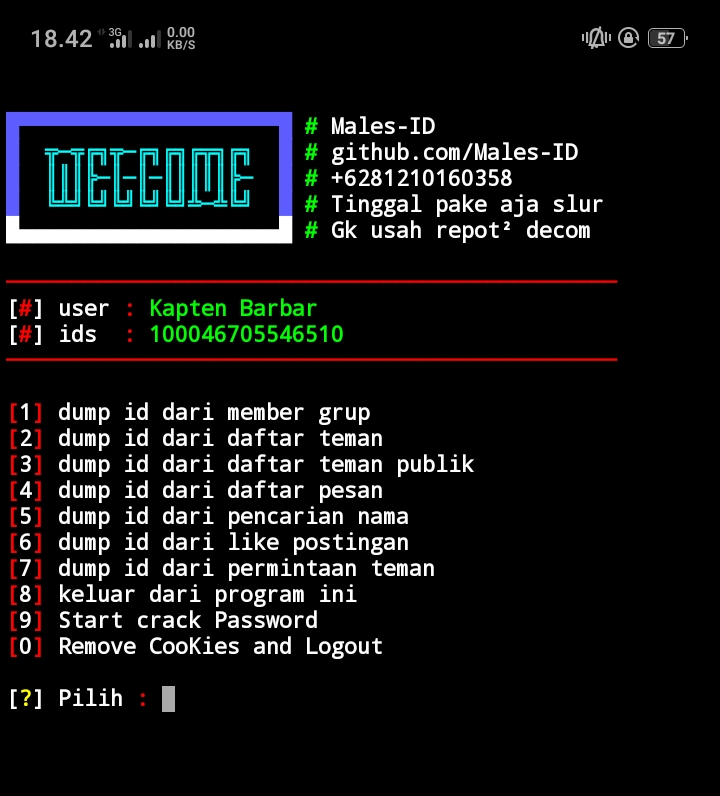 18.42 3G 0.00 KB/S 57
WELCOME
# Males-ID
# github.com/Males-ID
# +6281210160358
# Tinggal pake aja slur
# Gk usah repot² decom
[#] user : Kapten Barbar
[#] ids : 100046705546510
[1] dump id dari member grup
[2] dump id dari daftar teman
[3] dump id dari daftar teman publik
[4] dump id dari daftar pesan
[5] dump id dari pencarian nama
[6] dump id dari like postingan
[7] dump id dari permintaan teman
[8] keluar dari program ini
[9] Start crack Password
[0] Remove CooKies and Logout
[?] Pilih :